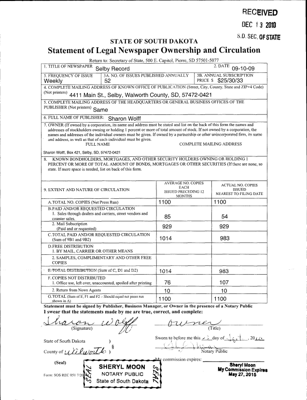 RECEIVED
DEC 13 2010
S.D. SEC. OF STATE
STATE OF SOUTH DAKOTA
Statement of Legal Newspaper Ownership and Circulation
Return to: Secretary of State, 500 E. Capitol, Pierre, SD 57501-5077
1. TITLE OF NEWSPAPER Selby Record
2. DATE 09-10-09
3. FREQUENCY OF ISSUE
Weekly
3A. NO. OF ISSUES PUBLISHED ANNUALLY
52
3B. ANNUAL SUBSCRIPTION
PRICE $ $25/30/33
4. COMPLETE MAILING ADDRESS OF KNOWN OFFICE OF PUBLICATION (Street, City, County, State and ZIP+4 Code)
(Not printer) 4411 Main St., Selby, Walworth County, SD, 57472-0421
5. COMPLETE MAILING ADDRESS OF THE HEADQUARTERS OR GENERAL BUSINESS OFFICES OF THE
PUBLISHER (Not printer) Same
6. FULL NAME OF PUBLISHER: Sharon Wolff
7. OWNER (If owned by a corporation, its name and address must be stated and list on the back of this form the names and
addresses of stockholders owning or holding 1 percent or more of total amount of stock. If not owned by a corporation, the
names and addresses of the individual owners must be given. If owned by a partnership or other unincorporated firm, its name
and address, as well as that of each individual must be given.
FULL NAME
COMPLETE MAILING ADDRESS
Sharon Wolff, Box 421, Selby, SD, 57472-0421
8. KNOWN BONDHOLDERS, MORTGAGES, AND OTHER SECURITY HOLDERS OWNING OR HOLDING 1
PERCENT OR MORE OF TOTAL AMOUNT OF BONDS, MORTGAGES OR OTHER SECURITIES (If there are none, so
state. If more space is needed, list on back of this form.
9. EXTENT AND NATURE OF CIRCULATION
AVERAGE NO. COPIES
EACH
ISSUED PRECEDING 12
MONTHS
ACTUAL NO. COPIES
ISSUED
NEAREST TO FILING DATE
A. TOTAL NO. COPIES (Net Press Run) 1100 1100
B. PAID AND/OR REQUESTED CIRCULATION
1. Sales through dealers and carriers, street vendors and
counter sales. 85 54
2. Mail Subscription
(Paid and or requested) 929 929
C. TOTAL PAID AND/OR REQUESTED CIRCULATION
(Sum of 9B1 and 9B2) 1014 983
D. FREE DISTRIBUTION
1. BY MAIL, CARRIER OR OTHER MEANS
2. SAMPLES, COMPLIMENTARY AND OTHER FREE
COPIES
E. TOTAL DISTRIBUTION (Sum of C, D1 and D2) 1014 983
F. COPIES NOT DISTRIBUTED
1. Office use, left over, unaccounted, spoiled after printing 76 107
2. Return from News Agents 10 10
G. TOTAL (Sum of E, F1 and F2 - Should equal net press run
shown in A) 1100 1100
Statement must be signed by Publisher, Business Manager, or Owner in the presence of a Notary Public
I swear that the statements made by me are true, correct, and complete:
Sharon Wolff
(Signature)
owner
(Title)
State of South Dakota
County of Walworth
Notary Public
(Seal)
My commission expires:
SHERYL MOON
NOTARY PUBLIC
State of South Dakota
Sheryl Moon
My Commission Expires
May 27, 2015